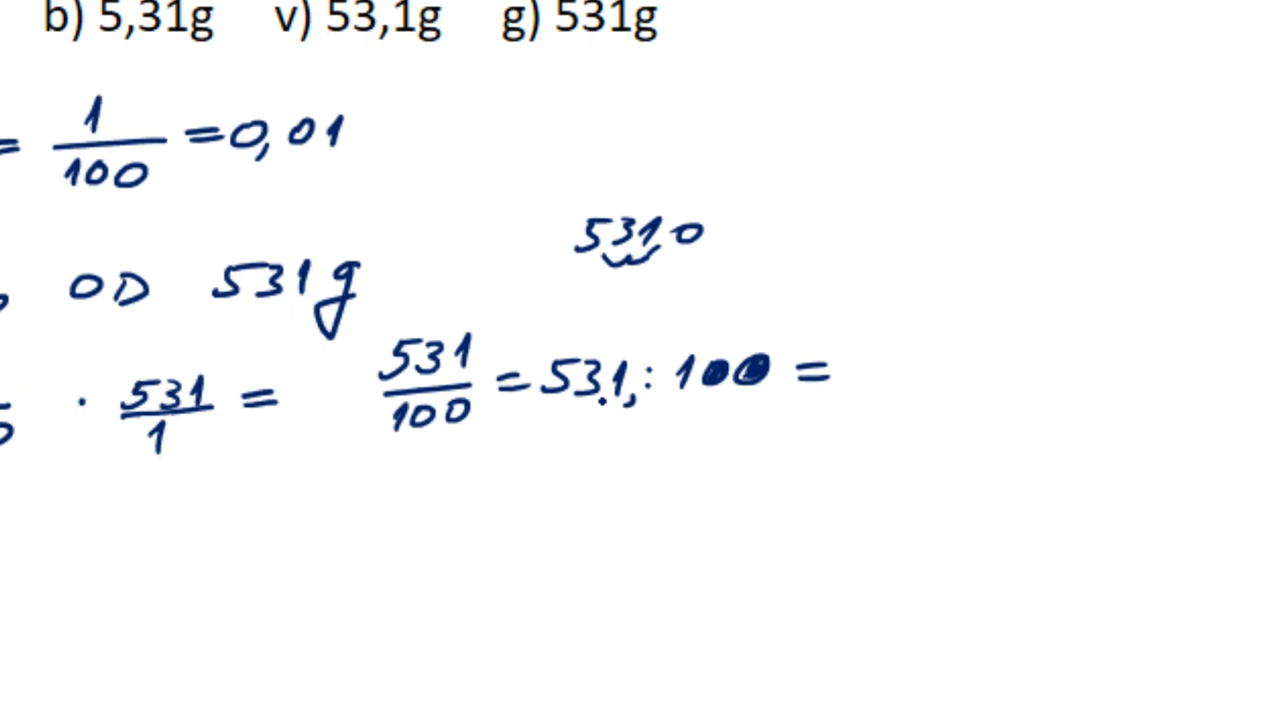 b) 5,31g v) 53,1g g) 531g
= 1/100 = 0,01
5310
OD 531g
· 531/1 = 531/100 = 531,: 100 =